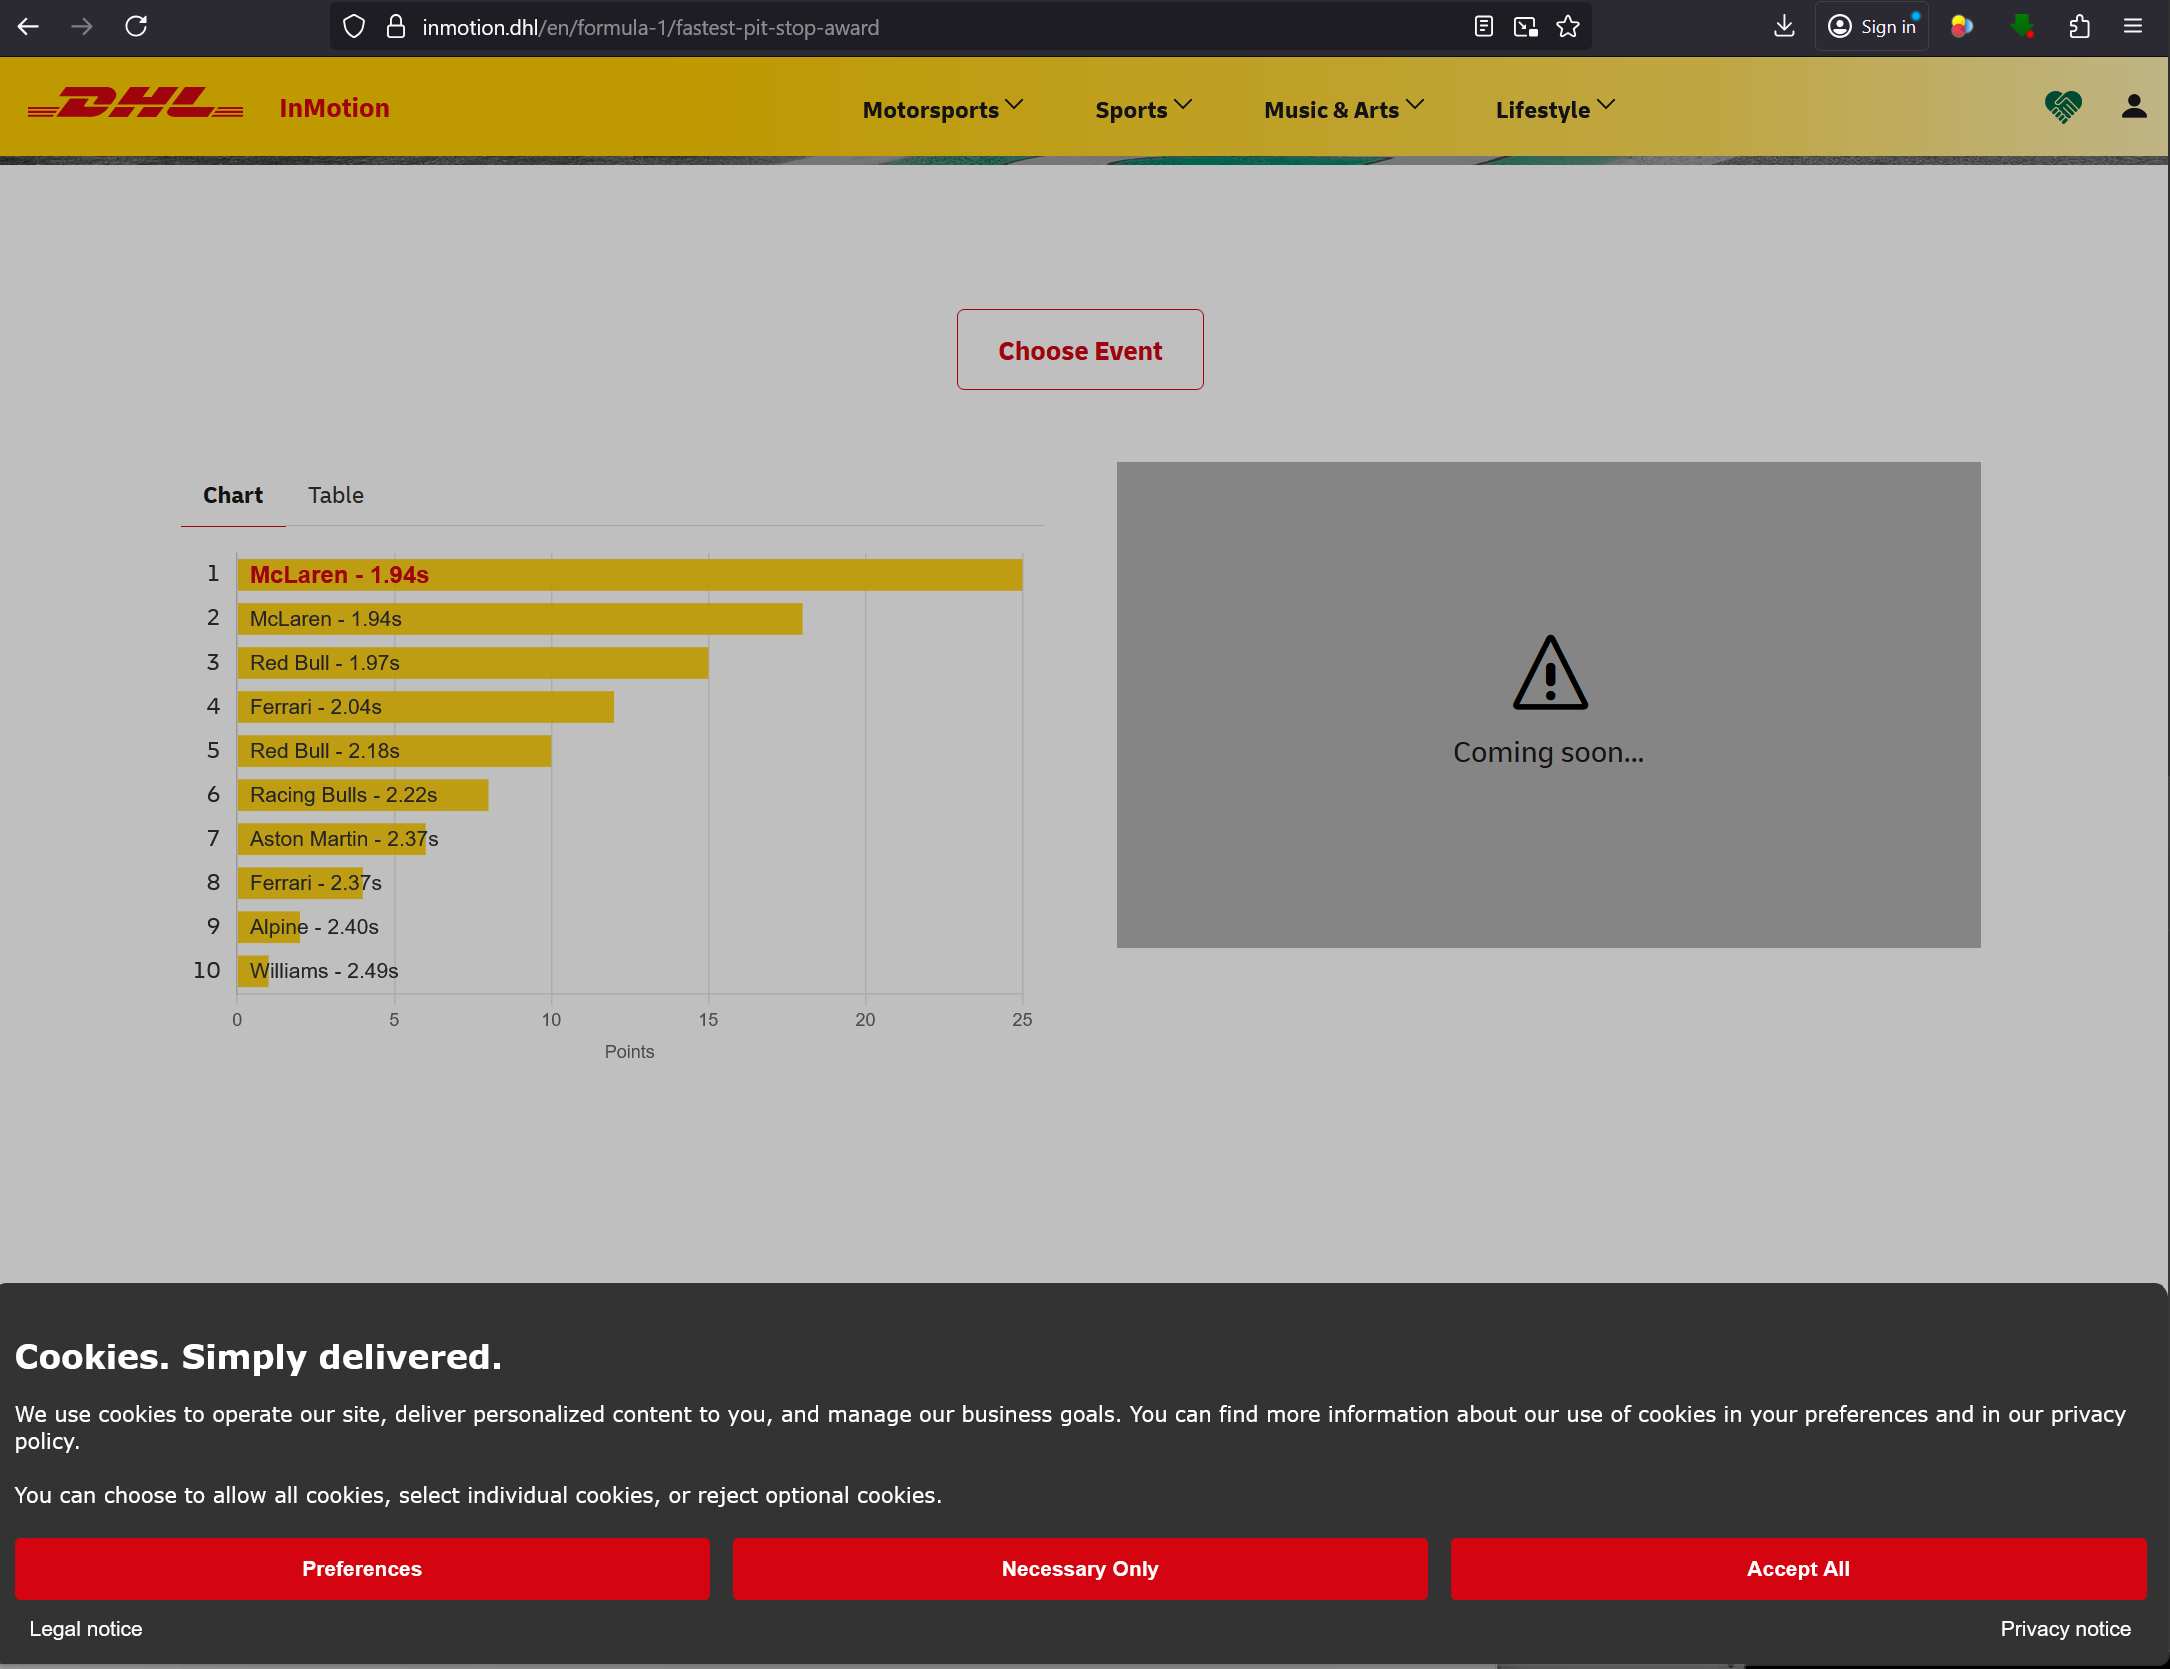 inmotion.dhl/en/formula-1/fastest-pit-stop-award
Sign in
DHL
InMotion
Motorsports
Sports
Music & Arts
Lifestyle
Choose Event
Chart
Table
1 McLaren - 1.94s
2 McLaren - 1.94s
3 Red Bull - 1.97s
4 Ferrari - 2.04s
5 Red Bull - 2.18s
6 Racing Bulls - 2.22s
7 Aston Martin - 2.37s
8 Ferrari - 2.37s
9 Alpine - 2.40s
10 Williams - 2.49s
0 5 10 15 20 25
Points
Coming soon...
Cookies. Simply delivered.
We use cookies to operate our site, deliver personalized content to you, and manage our business goals. You can find more information about our use of cookies in your preferences and in our privacy
policy.
You can choose to allow all cookies, select individual cookies, or reject optional cookies.
Preferences
Necessary Only
Accept All
Legal notice
Privacy notice